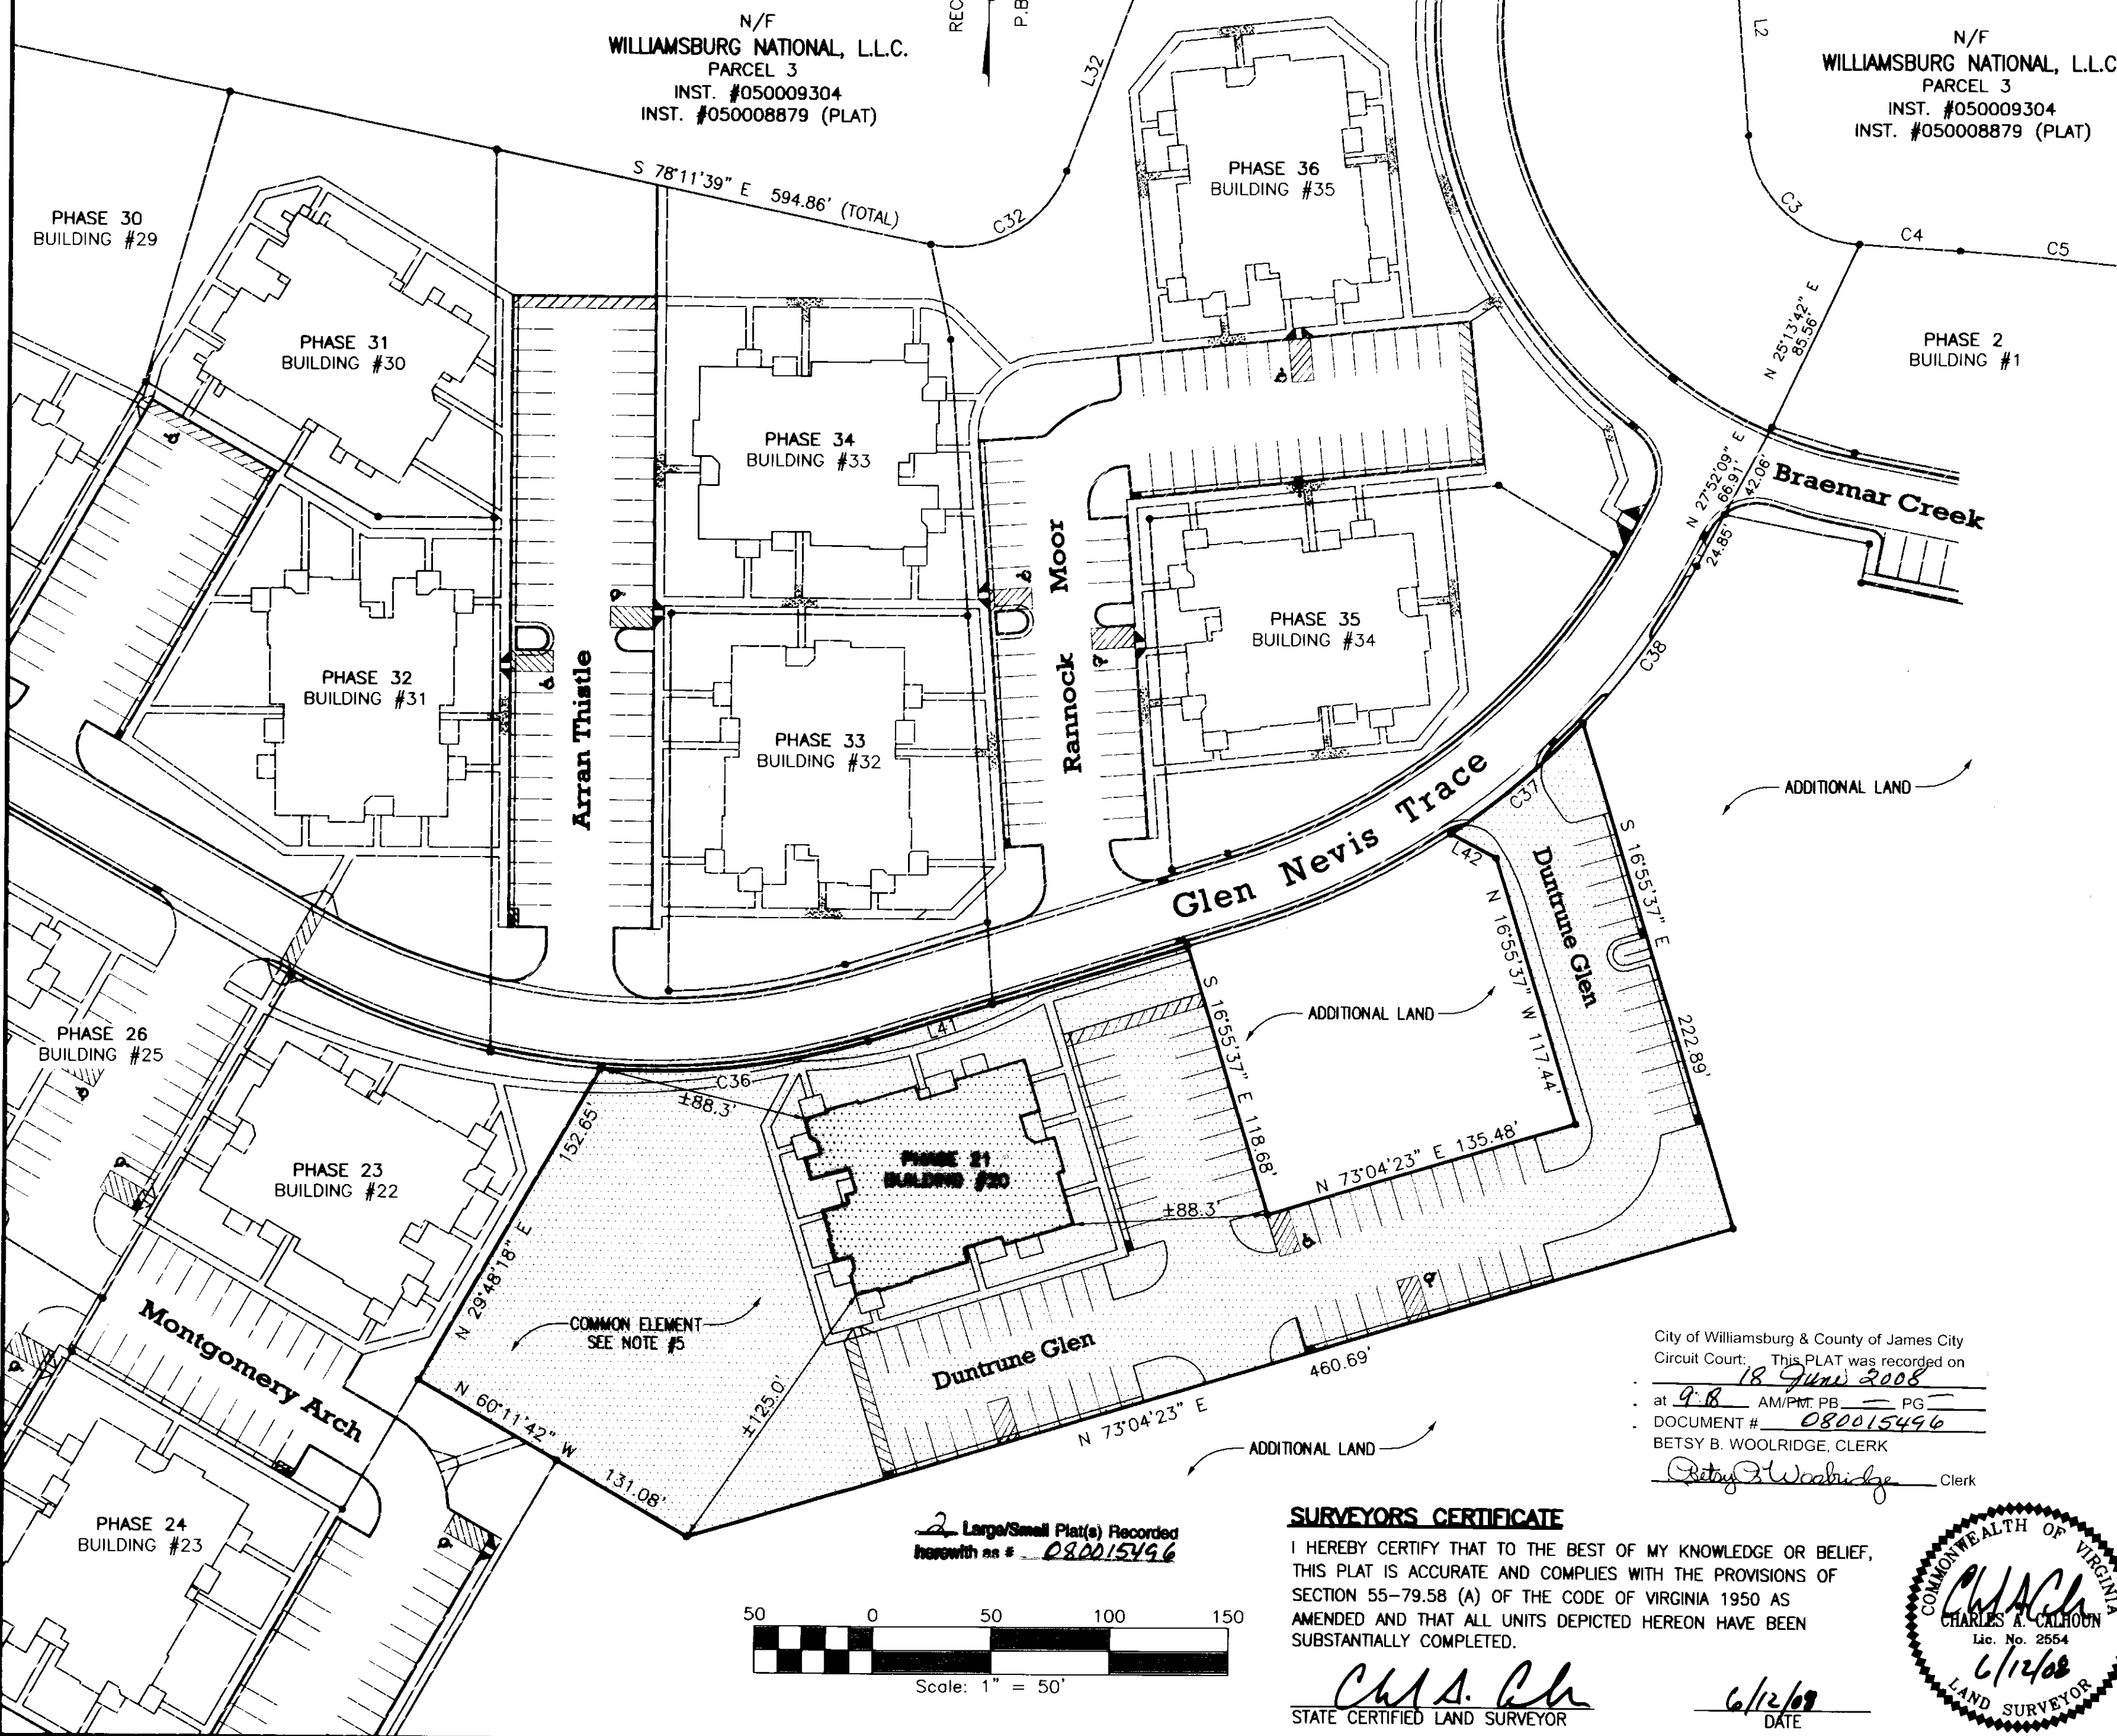 N/F
WILLIAMSBURG NATIONAL, L.L.C.
PARCEL 3
INST. #050009304
INST. #050008879 (PLAT)
REC
P.B
L32
L2
N/F
WILLIAMSBURG NATIONAL, L.L.C
PARCEL 3
INST. #050009304
INST. #050008879 (PLAT)
S 78°11'39" E 594.86' (TOTAL)
C32
C3
C4
C5
PHASE 36
BUILDING #35
PHASE 30
BUILDING #29
PHASE 31
BUILDING #30
N 25°13'42" E
85.56'
PHASE 2
BUILDING #1
PHASE 34
BUILDING #33
N 27°52'09" E
66.91'
42.06'
24.85'
Braemar Creek
Rannock Moor
PHASE 35
BUILDING #34
C38
PHASE 32
BUILDING #31
Arran Thistle
PHASE 33
BUILDING #32
Glen Nevis Trace
C37
L42
ADDITIONAL LAND
Duntrune Glen
S 16°55'37" E
222.89'
N 16°55'37" W 117.44'
ADDITIONAL LAND
S 16°55'37" E 118.68'
L41
C36
±88.3'
PHASE 26
BUILDING #25
152.65'
N 29°48'18" E
PHASE 23
BUILDING #22
PHASE 21
BUILDING #20
N 73°04'23" E 135.48'
±88.3'
Montgomery Arch
COMMON ELEMENT
SEE NOTE #5
Duntrune Glen
±125.0'
460.69'
N 73°04'23" E
N 60°11'42" W
131.08'
ADDITIONAL LAND
PHASE 24
BUILDING #23
City of Williamsburg & County of James City
Circuit Court: This PLAT was recorded on
18 June 2008
at 9:18 AM/PM. PB — PG —
DOCUMENT # 080015496
BETSY B. WOOLRIDGE, CLERK
Betsy B Woolridge Clerk
2 Large/Small Plat(s) Recorded
herewith as # 080015496
SURVEYORS CERTIFICATE
I HEREBY CERTIFY THAT TO THE BEST OF MY KNOWLEDGE OR BELIEF,
THIS PLAT IS ACCURATE AND COMPLIES WITH THE PROVISIONS OF
SECTION 55-79.58 (A) OF THE CODE OF VIRGINIA 1950 AS
AMENDED AND THAT ALL UNITS DEPICTED HEREON HAVE BEEN
SUBSTANTIALLY COMPLETED.
STATE CERTIFIED LAND SURVEYOR
6/12/08
DATE
COMMONWEALTH OF VIRGINIA
CHARLES A. CALHOUN
Lic. No. 2554
6/12/08
LAND SURVEYOR
50 0 50 100 150
Scale: 1" = 50'